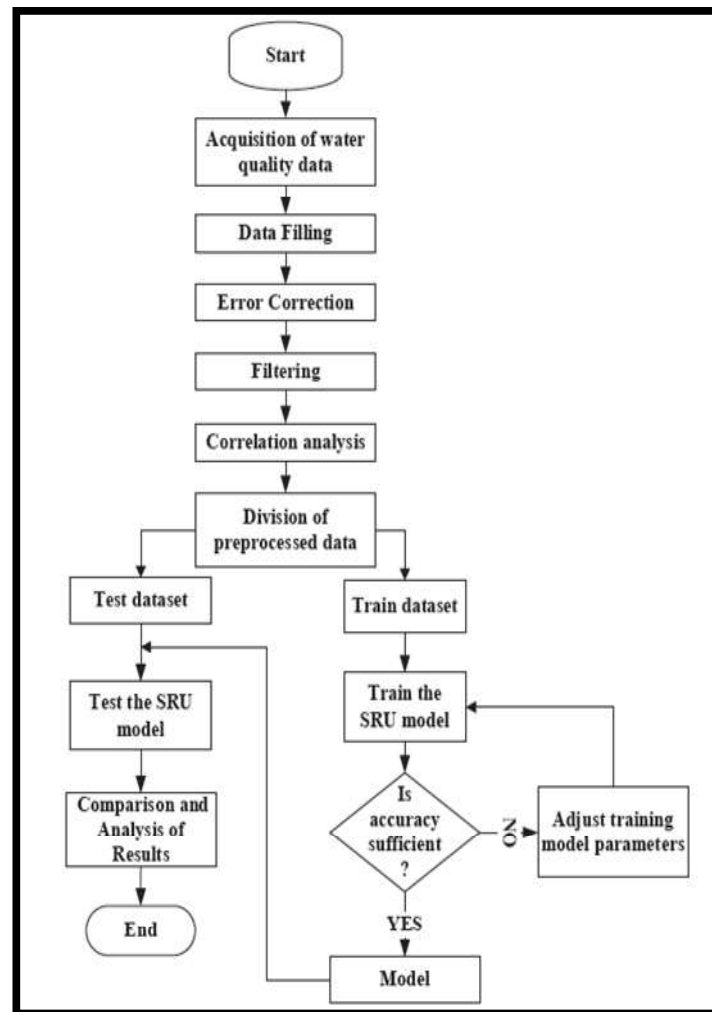 Start
Acquisition of water
quality data
Data Filling
Error Correction
Filtering
Correlation analysis
Division of
preprocessed data
Test dataset
Train dataset
Test the SRU
model
Train the
SRU model
Comparison and
Analysis of
Results
Is
accuracy
sufficient
?
NO
Adjust training
model parameters
End
YES
Model